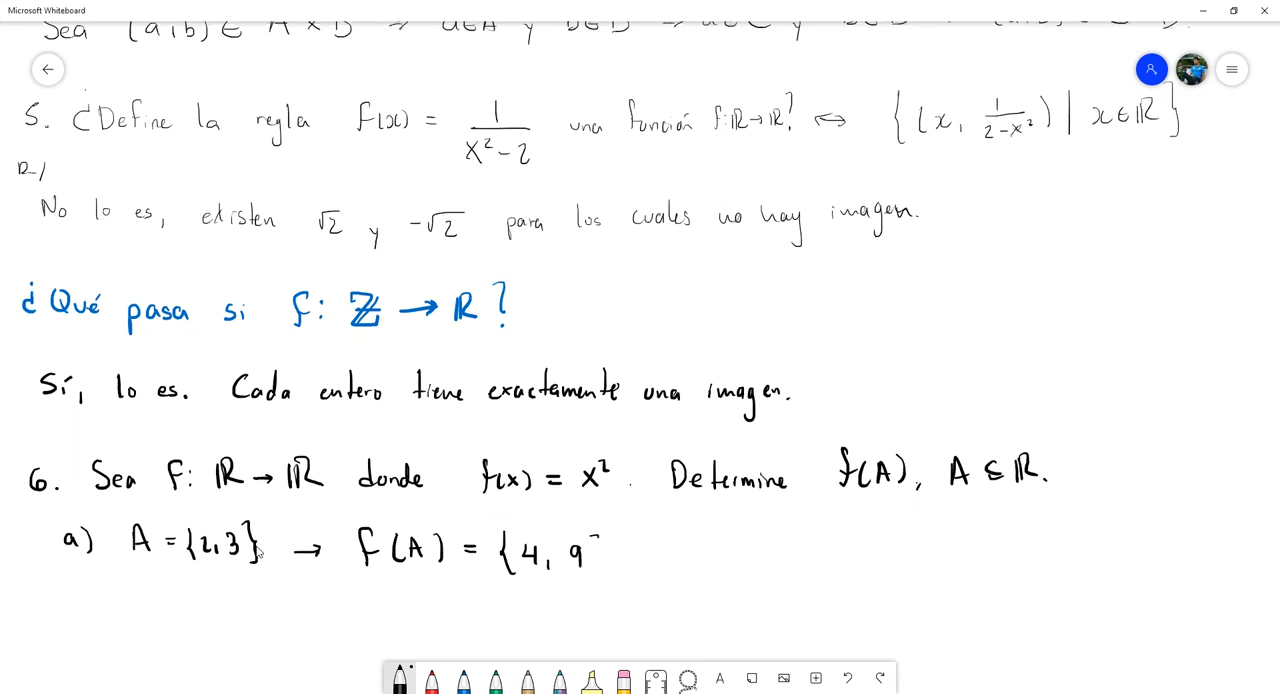 Microsoft Whiteboard
Sea (a,b) ∈ A × B → a∈A y b∈B → a∈C y
5. ¿Define la regla f(x) = 1/(x²-2) una función f:ℝ→ℝ? ↔ {(x, 1/(2-x²)) | x∈ℝ}
R/
No lo es, existen √2 y -√2 para los cuales no hay imagen.
¿Qué pasa si f: ℤ → ℝ?
Sí, lo es. Cada entero tiene exactamente una imagen.
6. Sea f: ℝ → ℝ donde f(x) = x². Determine f(A), A ⊆ ℝ.
a) A = {2,3} → f(A) = {4, 9
A